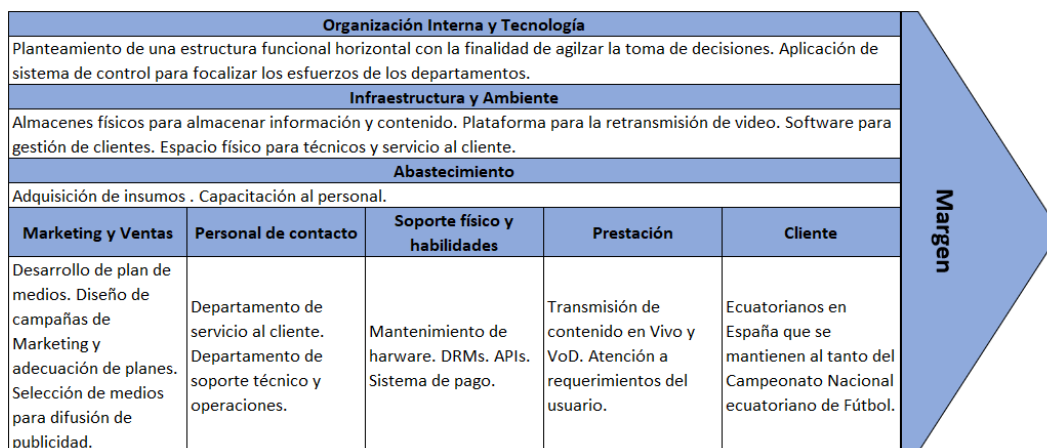 Organización Interna y Tecnología
Planteamiento de una estructura funcional horizontal con la finalidad de agilzar la toma de decisiones. Aplicación de
sistema de control para focalizar los esfuerzos de los departamentos.
Infraestructura y Ambiente
Almacenes físicos para almacenar información y contenido. Plataforma para la retransmisión de video. Software para
gestión de clientes. Espacio físico para técnicos y servicio al cliente.
Abastecimiento
Adquisición de insumos . Capacitación al personal.
Marketing y Ventas
Desarrollo de plan de
medios. Diseño de
campañas de
Marketing y
adecuación de planes.
Selección de medios
para difusión de
publicidad.
Personal de contacto
Departamento de
servicio al cliente.
Departamento de
soporte técnico y
operaciones.
Soporte físico y
habilidades
Mantenimiento de
harware. DRMs. APIs.
Sistema de pago.
Prestación
Transmisión de
contenido en Vivo y
VoD. Atención a
requerimientos del
usuario.
Cliente
Ecuatorianos en
España que se
mantienen al tanto del
Campeonato Nacional
ecuatoriano de Fútbol.
Margen